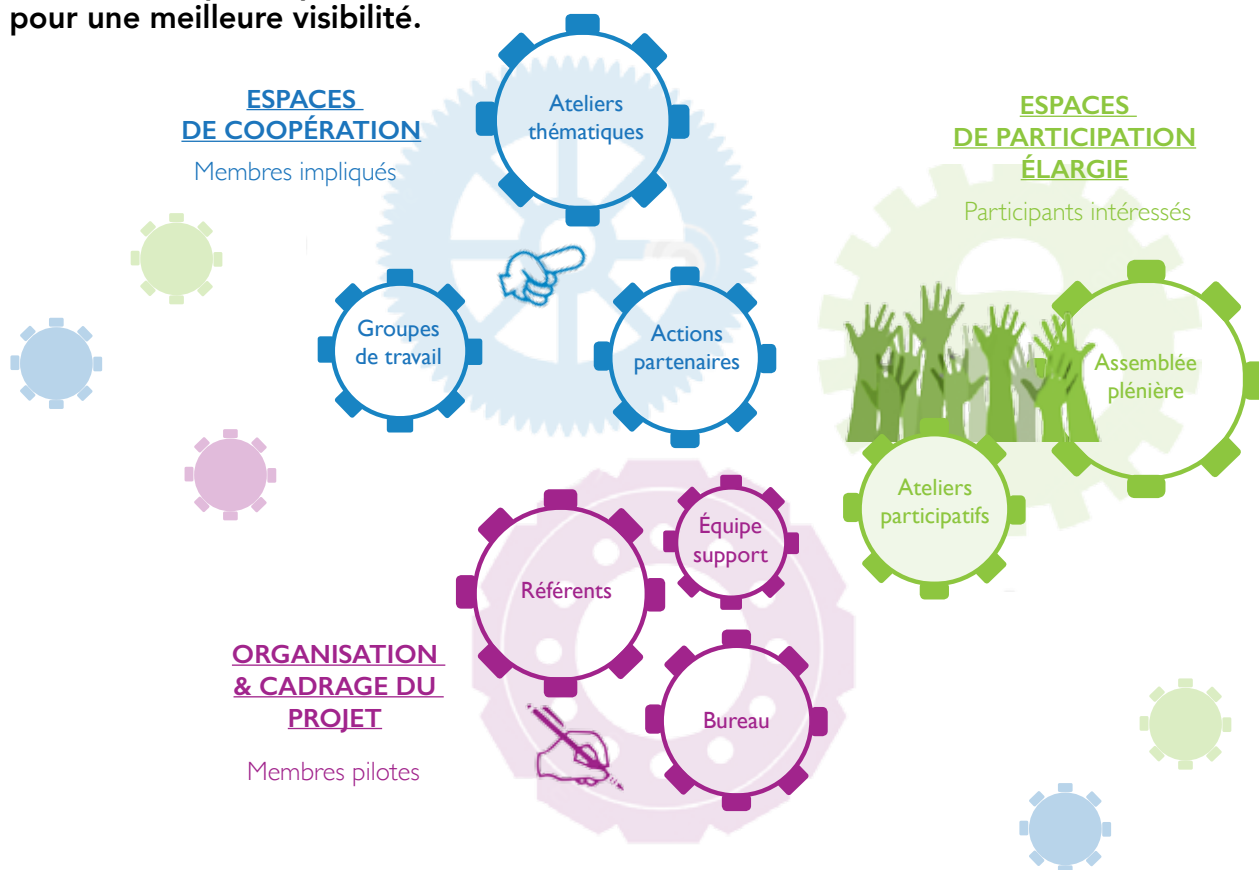 pour une meilleure visibilité.
ESPACES
DE COOPÉRATION
Membres impliqués
Ateliers
thématiques
Groupes
de travail
Actions
partenaires
ESPACES
DE PARTICIPATION
ÉLARGIE
Participants intéressés
Assemblée
plénière
Ateliers
participatifs
Équipe
support
Référents
Bureau
ORGANISATION
& CADRAGE DU
PROJET
Membres pilotes